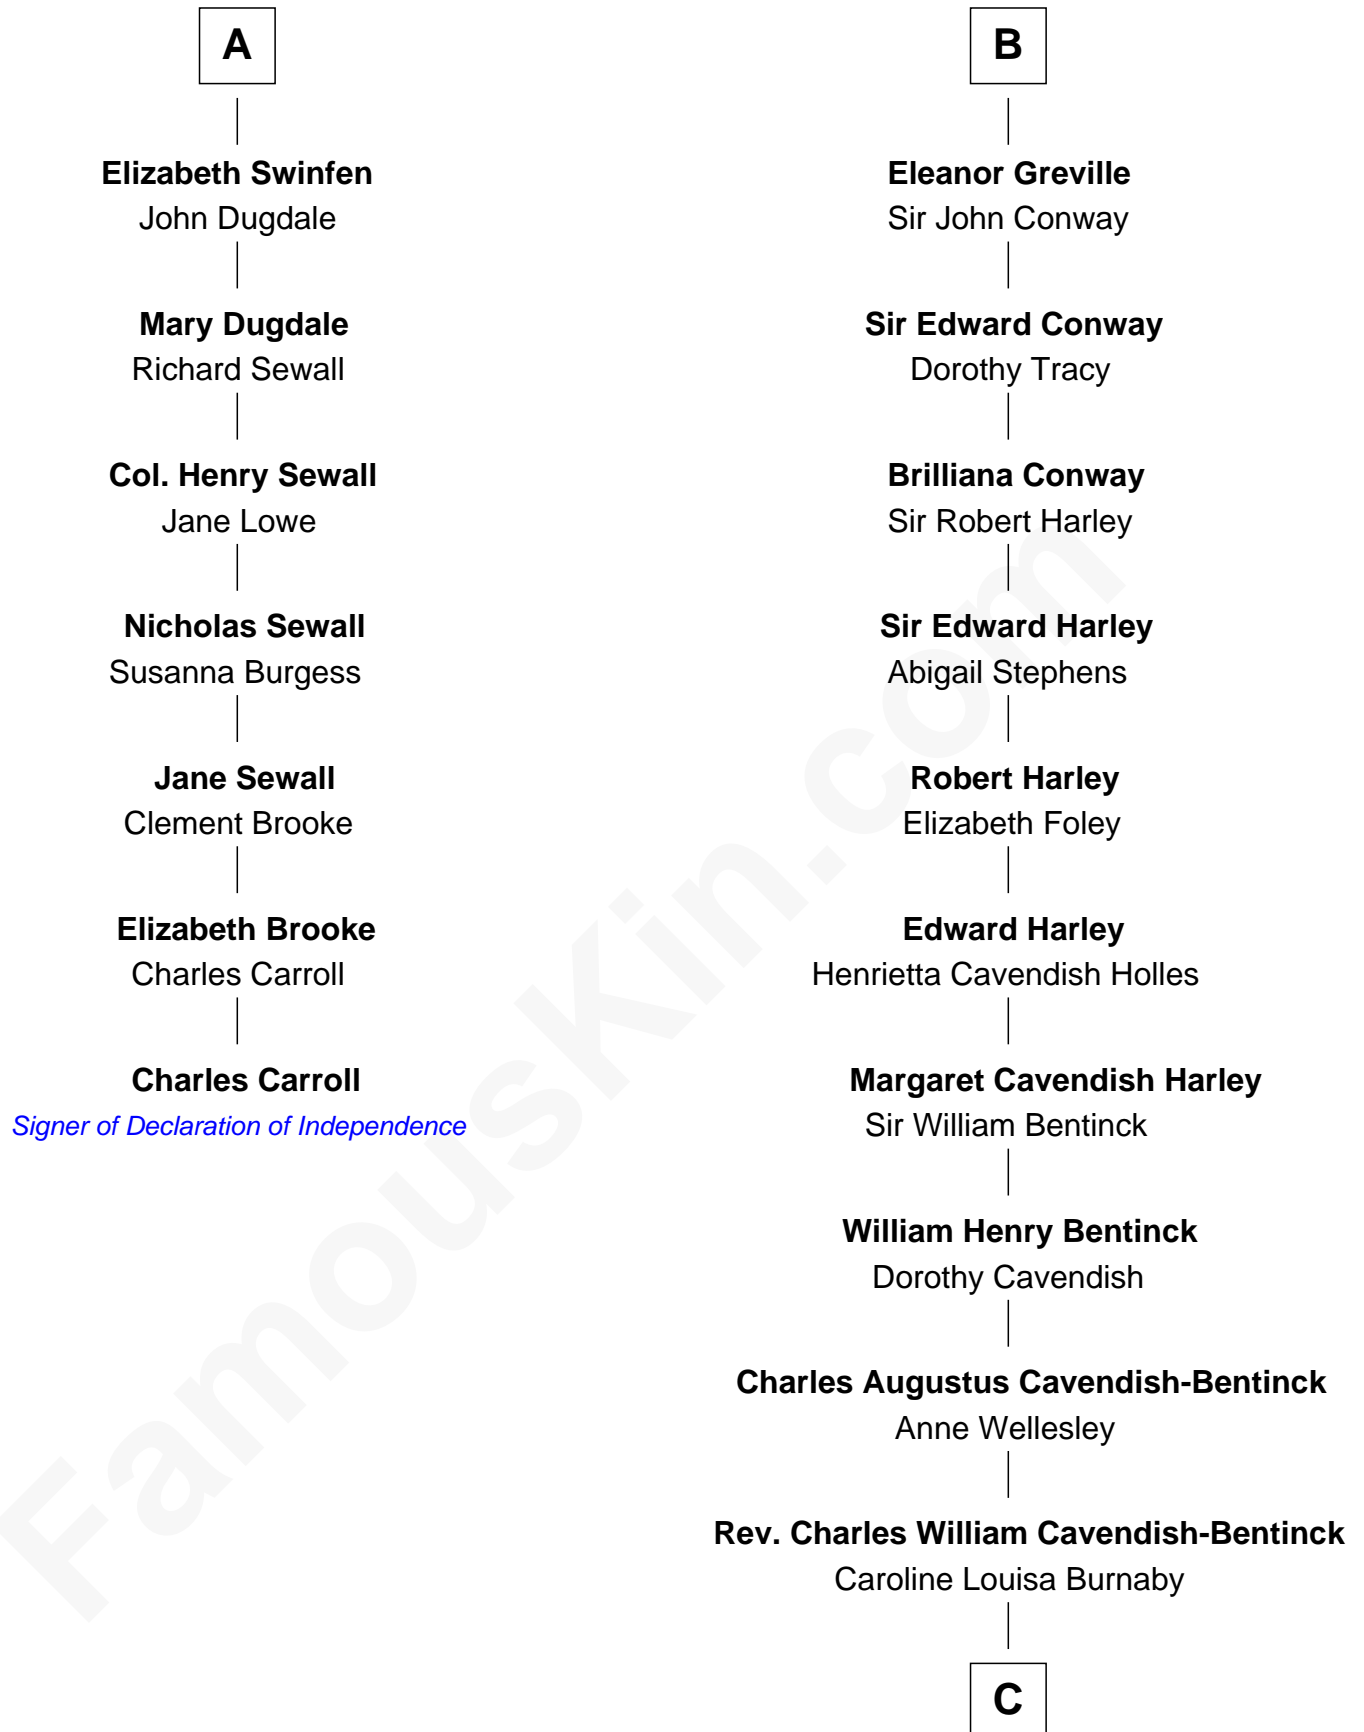 A
Elizabeth Swinfen
John Dugdale
Mary Dugdale
Richard Sewall
Col. Henry Sewall
Jane Lowe
Nicholas Sewall
Susanna Burgess
Jane Sewall
Clement Brooke
Elizabeth Brooke
Charles Carroll
Charles Carroll
Signer of Declaration of Independence
B
Eleanor Greville
Sir John Conway
Sir Edward Conway
Dorothy Tracy
Brilliana Conway
Sir Robert Harley
Sir Edward Harley
Abigail Stephens
Robert Harley
Elizabeth Foley
Edward Harley
Henrietta Cavendish Holles
Margaret Cavendish Harley
Sir William Bentinck
William Henry Bentinck
Dorothy Cavendish
Charles Augustus Cavendish-Bentinck
Anne Wellesley
Rev. Charles William Cavendish-Bentinck
Caroline Louisa Burnaby
C
FamousKin.com